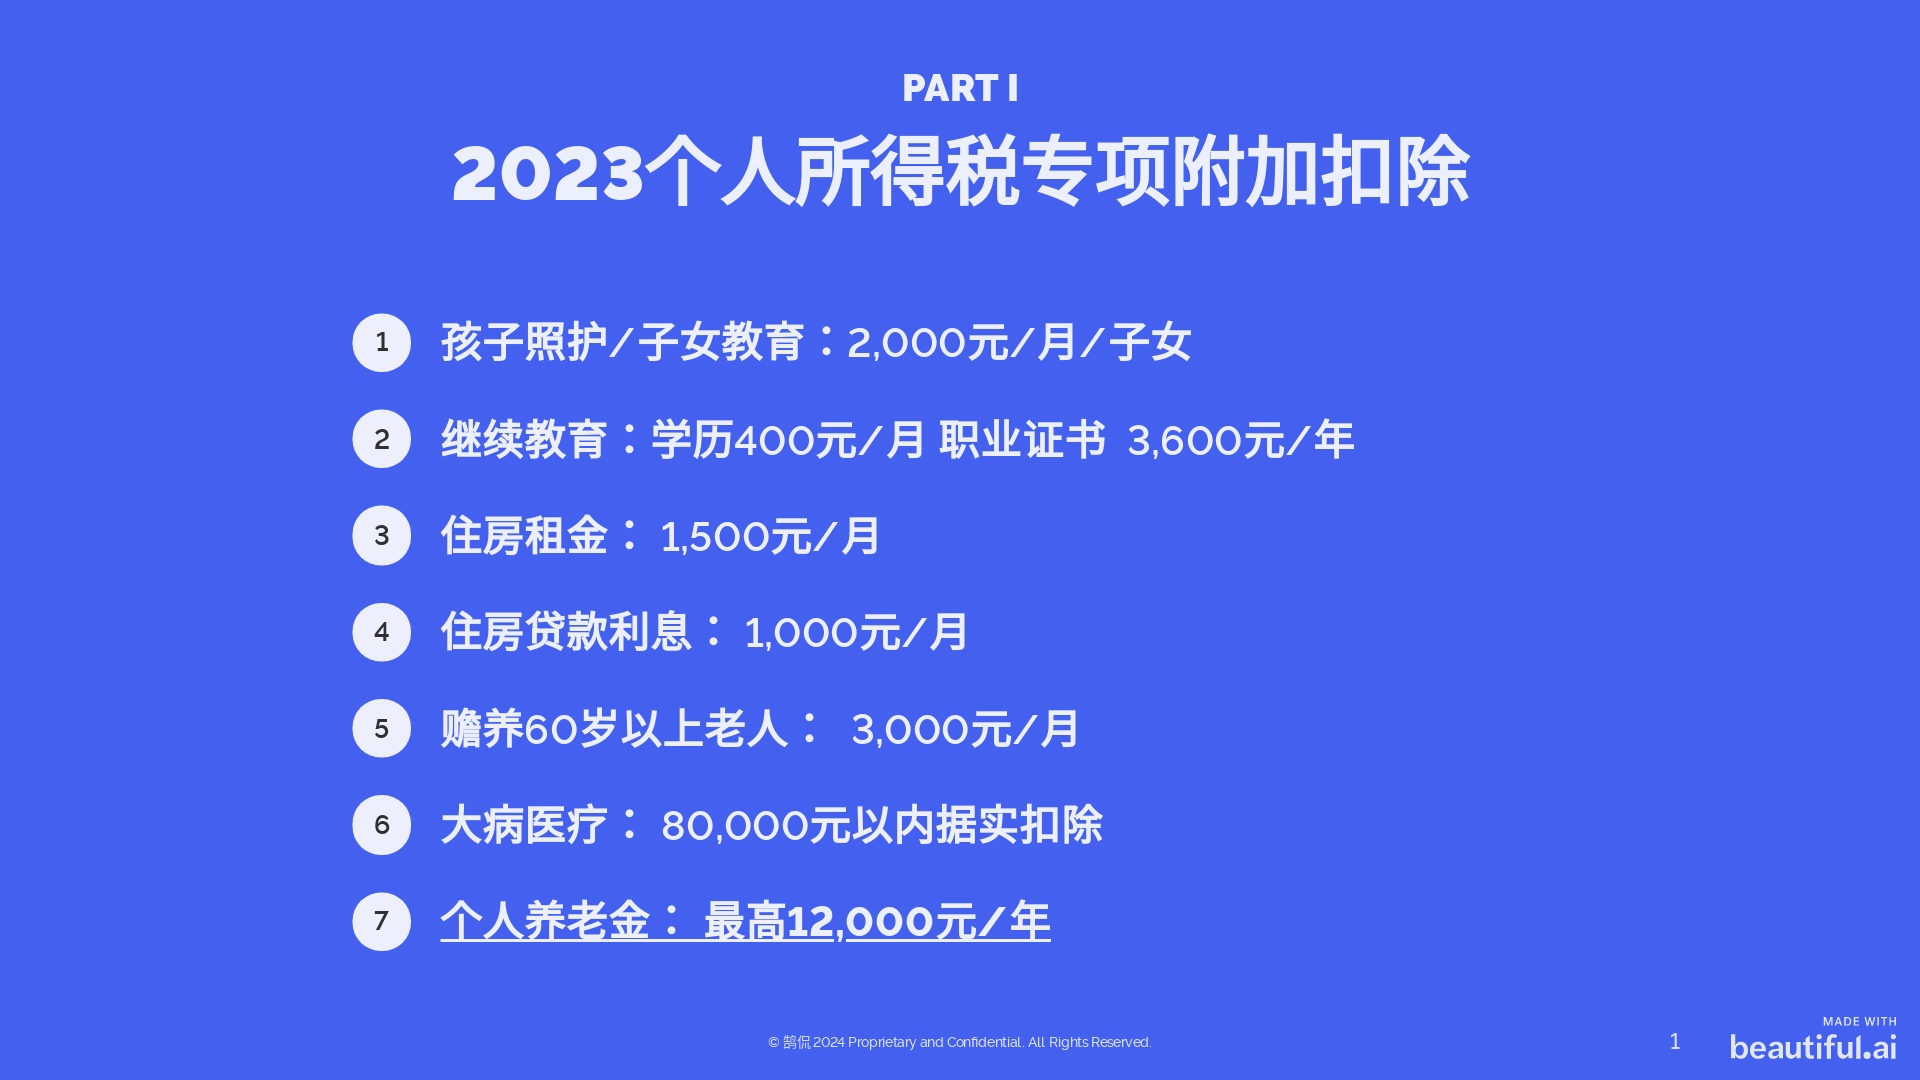 PART I
2023个人所得税专项附加扣除
1 孩子照护/子女教育：2,000元/月/子女
2 继续教育：学历400元/月 职业证书 3,600元/年
3 住房租金： 1,500元/月
4 住房贷款利息： 1,000元/月
5 赡养60岁以上老人： 3,000元/月
6 大病医疗： 80,000元以内据实扣除
7 个人养老金： 最高12,000元/年
© 鹄侃 2024 Proprietary and Confidential. All Rights Reserved.
1
MADE WITH
beautiful.ai